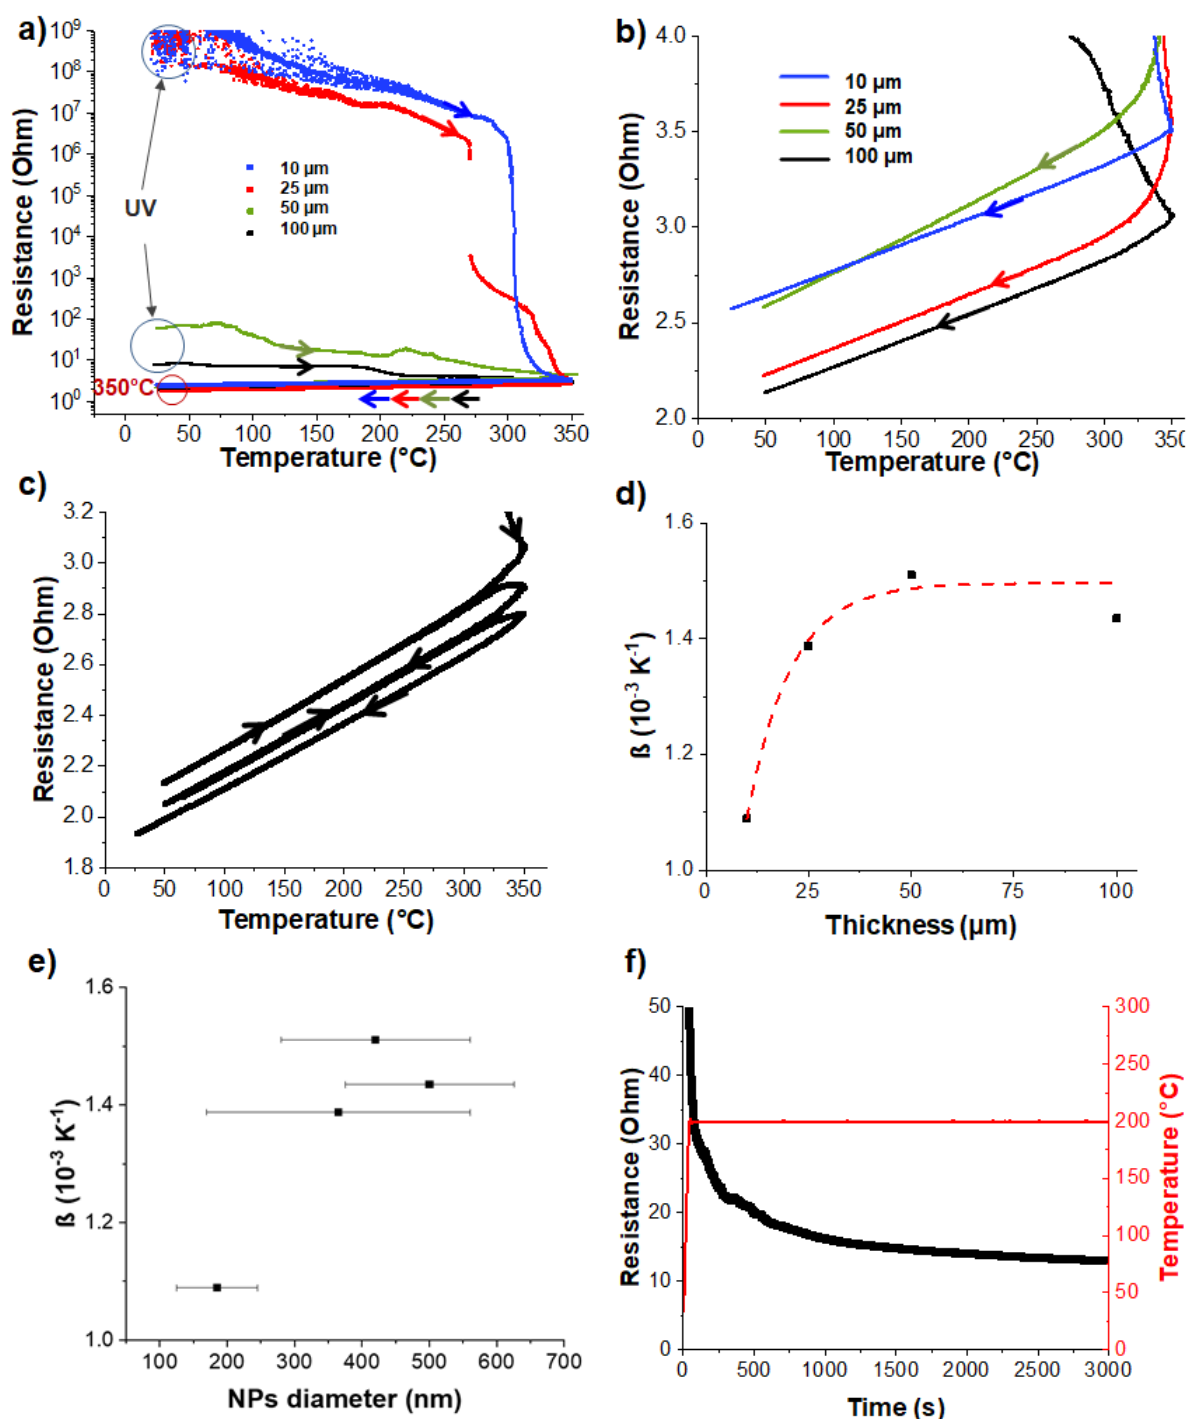 a)
10⁹
10⁸
10⁷
10⁶
10⁵
10⁴
10³
10²
10¹
10⁰
Resistance (Ohm)
UV
10 µm
25 µm
50 µm
100 µm
350°C
0 50 100 150 200 250 300 350
Temperature (°C)
b)
4.0
3.5
3.0
2.5
2.0
Resistance (Ohm)
10 µm
25 µm
50 µm
100 µm
0 50 100 150 200 250 300 350
Temperature (°C)
c)
3.2
3.0
2.8
2.6
2.4
2.2
2.0
1.8
Resistance (Ohm)
0 50 100 150 200 250 300 350
Temperature (°C)
d)
1.6
1.4
1.2
1.0
ß (10⁻³ K⁻¹)
0 25 50 75 100
Thickness (µm)
e)
1.6
1.4
1.2
1.0
ß (10⁻³ K⁻¹)
100 200 300 400 500 600 700
NPs diameter (nm)
f)
50
40
30
20
10
0
Resistance (Ohm)
300
250
200
150
100
50
0
Temperature (°C)
0 500 1000 1500 2000 2500 3000
Time (s)